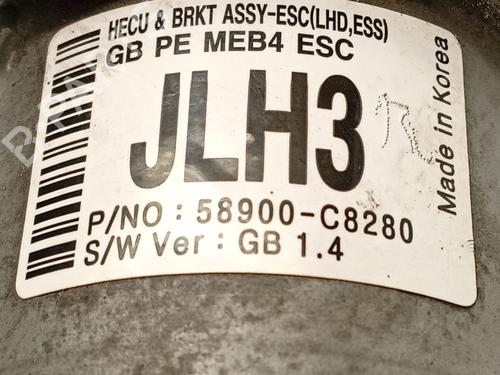 HECU & BRKT ASSY-ESC(LHD,ESS)
GB PE MEB4 ESC
JLH3
Made in Korea
P/NO : 58900-C8280
S/W Ver : GB 1.4